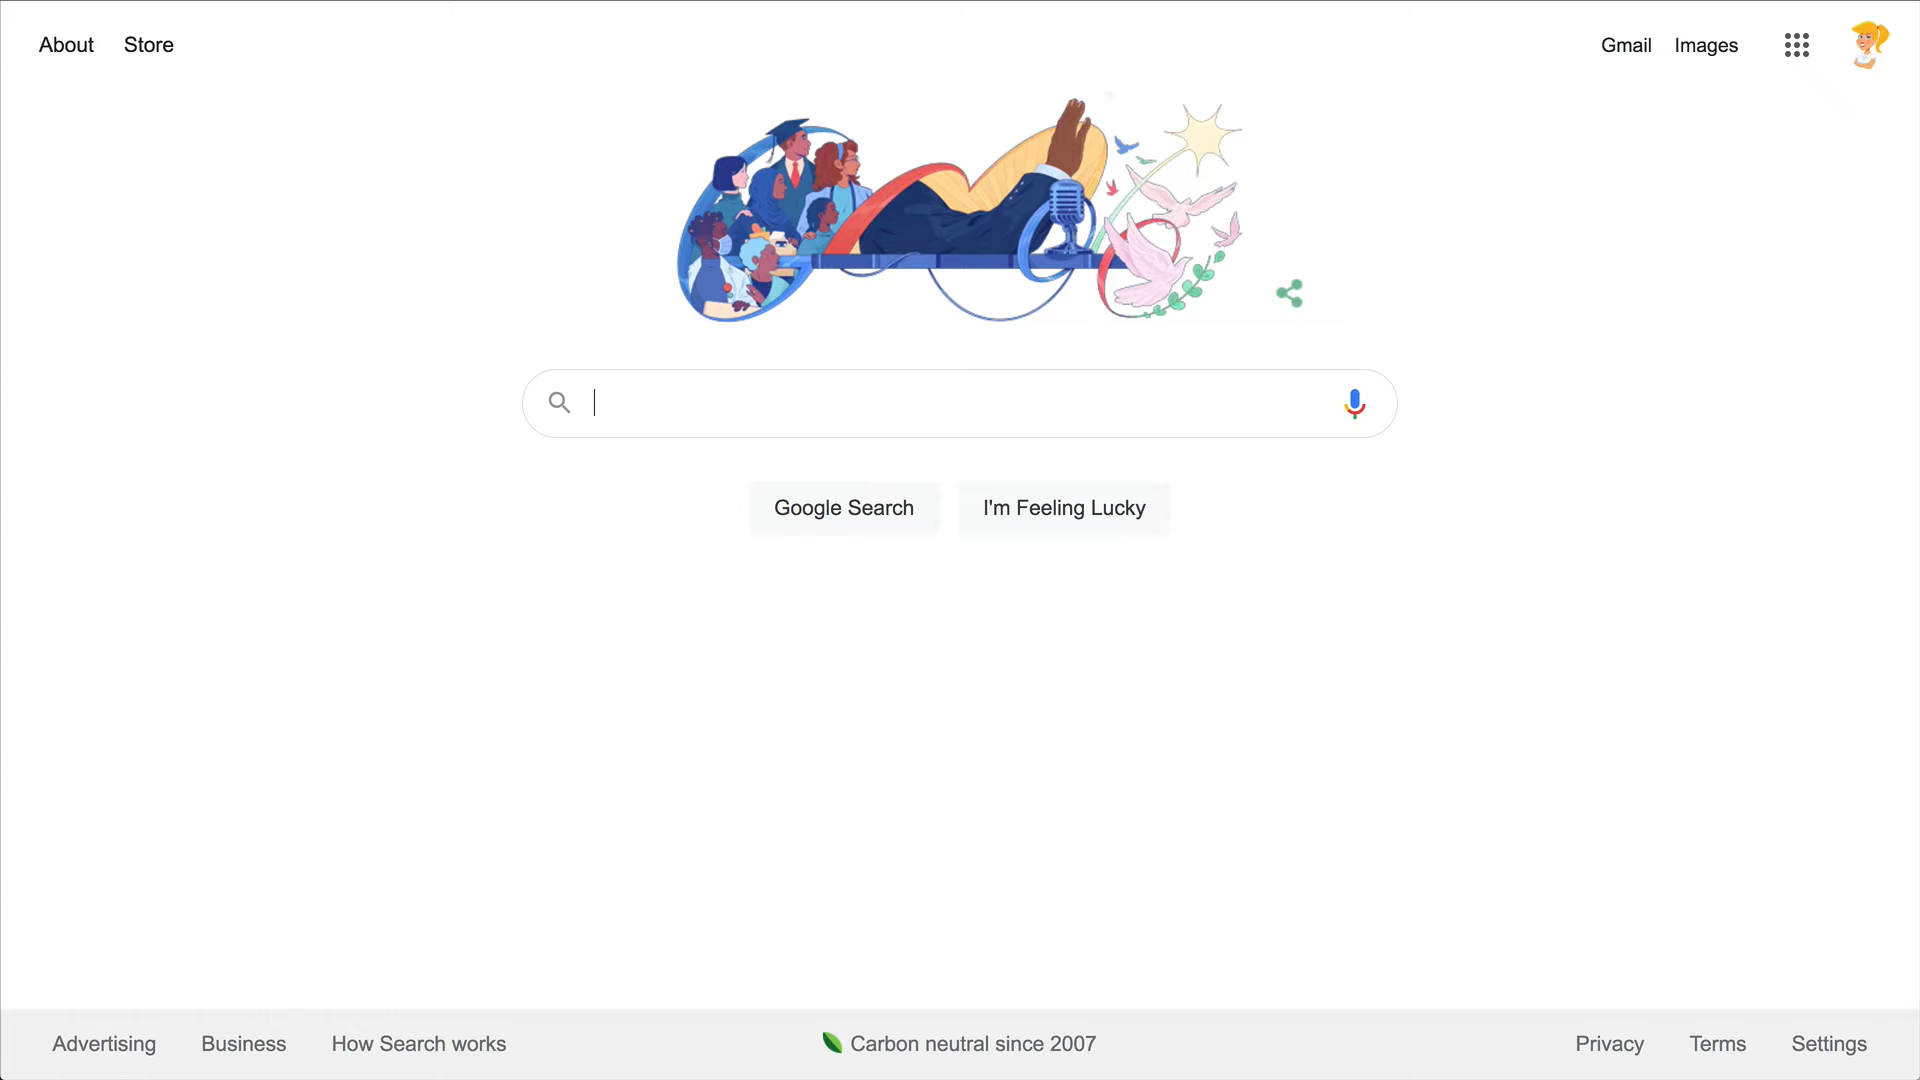 About Store Gmail Images
Google Search I'm Feeling Lucky
Advertising Business How Search works Carbon neutral since 2007 Privacy Terms Settings